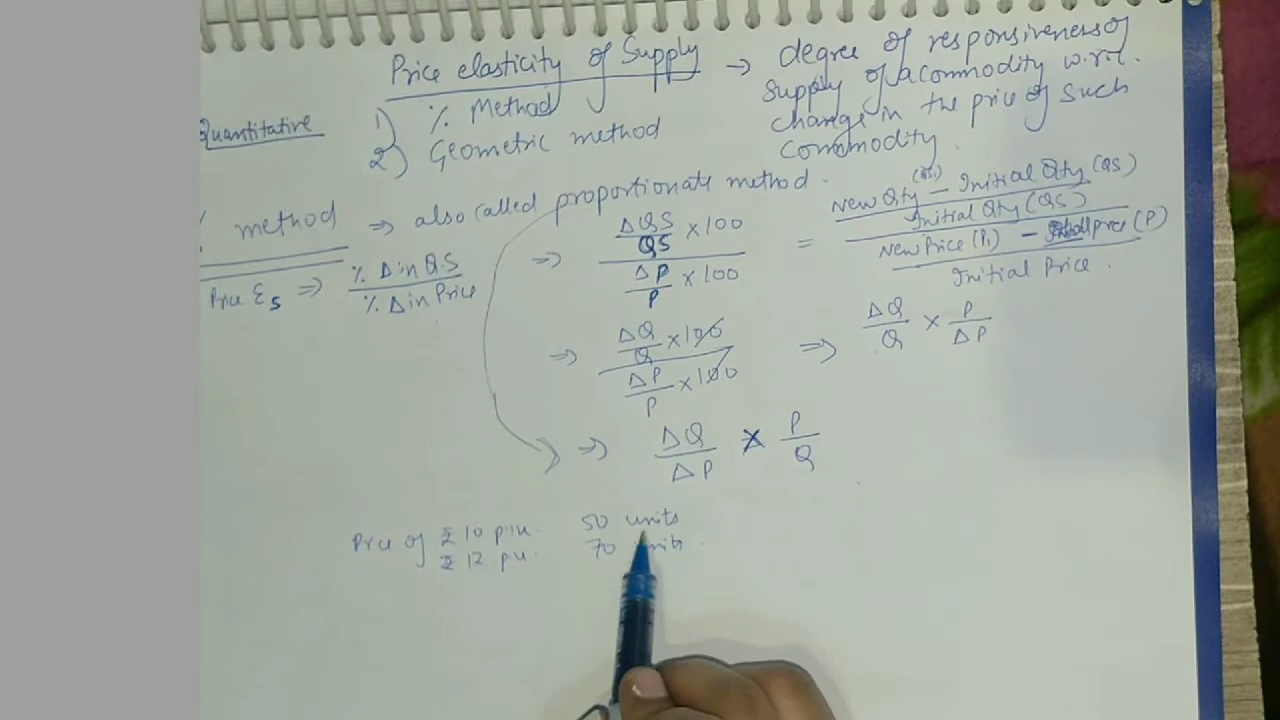 Price elasticity of Supply → degree of responsiveness of
supply of a commodity w.r.t.
change in the price of such
commodity.
Quantitative
1) % Method
2) Geometric method
% method ⇒ also called proportionate method.
Price Es ⇒ % Δ in Q.S / % Δ in Price
⇒ ΔQS/QS × 100 / ΔP/P × 100
= New Qty (QS1) − Initial Qty (QS) / Initial Qty (QS)
New Price (P1) − Initial price (P) / Initial Price.
⇒ ΔQ/Q × 100 / ΔP/P × 100 ⇒ ΔQ/Q × P/ΔP
⇒ ΔQ/ΔP × P/Q
Price of ₹ 10 p.u. 50 units
₹ 12 p.u. 70 units.